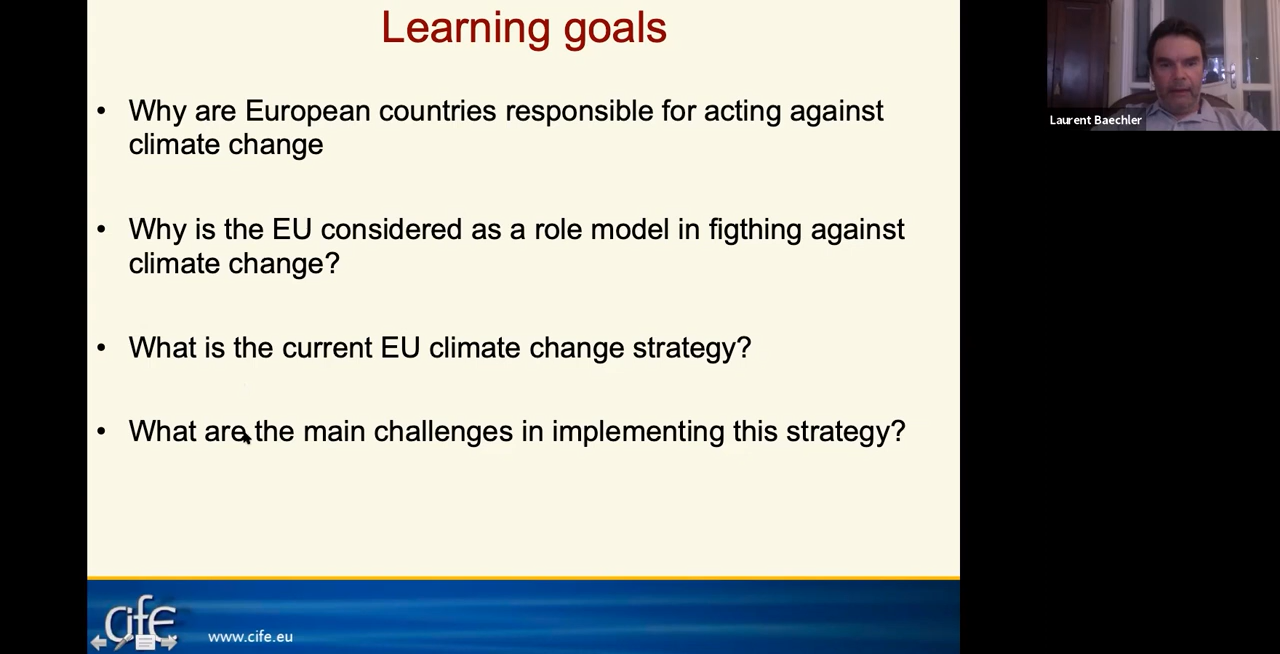 Learning goals
• Why are European countries responsible for acting against
climate change
• Why is the EU considered as a role model in figthing against
climate change?
• What is the current EU climate change strategy?
• What are the main challenges in implementing this strategy?
cife
www.cife.eu
Laurent Baechler